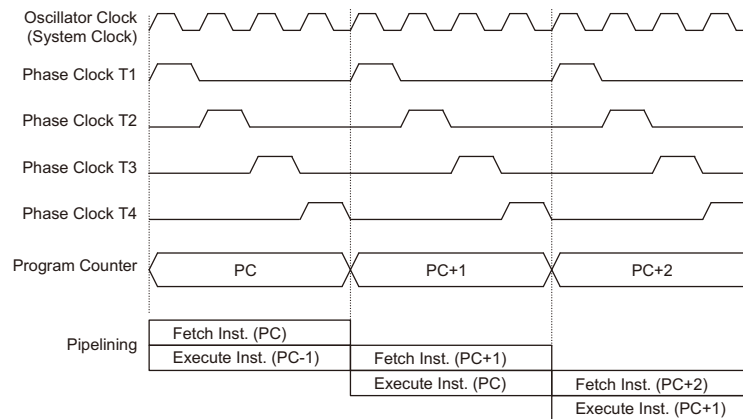 Oscillator Clock
(System Clock)
Phase Clock T1
Phase Clock T2
Phase Clock T3
Phase Clock T4
Program Counter
PC
PC+1
PC+2
Pipelining
Fetch Inst. (PC)
Execute Inst. (PC-1)
Fetch Inst. (PC+1)
Execute Inst. (PC)
Fetch Inst. (PC+2)
Execute Inst. (PC+1)